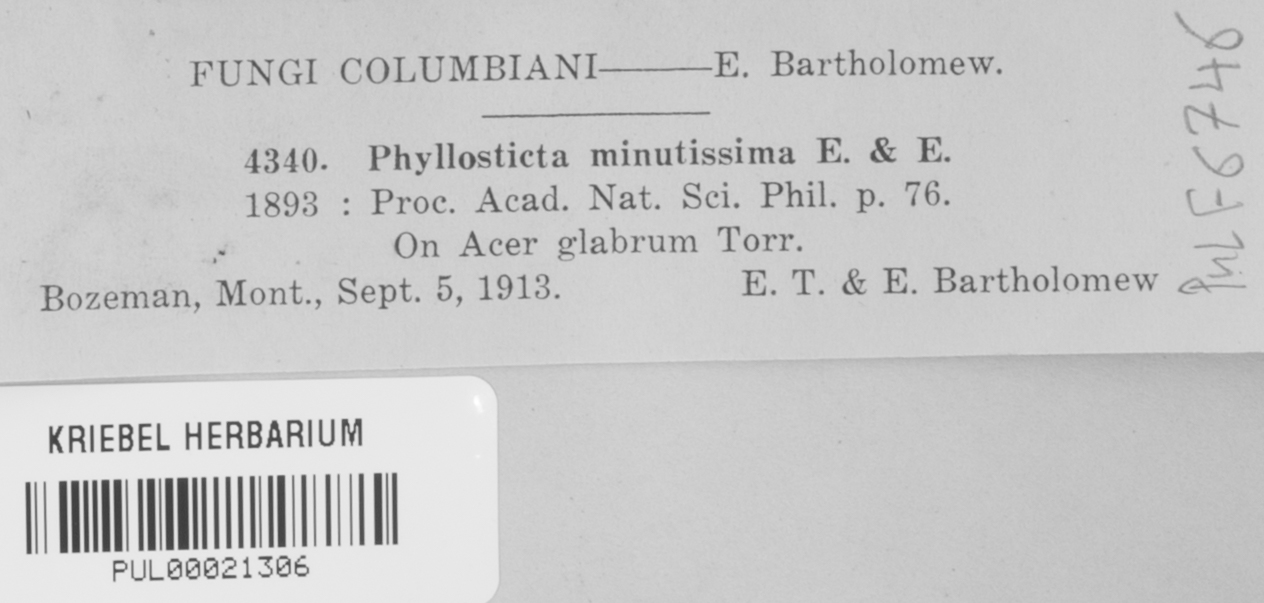 FUNGI COLUMBIANI——E. Bartholomew.
4340. Phyllosticta minutissima E. & E.
1893 : Proc. Acad. Nat. Sci. Phil. p. 76.
On Acer glabrum Torr.
Bozeman, Mont., Sept. 5, 1913. E. T. & E. Bartholomew
PUL F6746
KRIEBEL HERBARIUM
PUL00021306